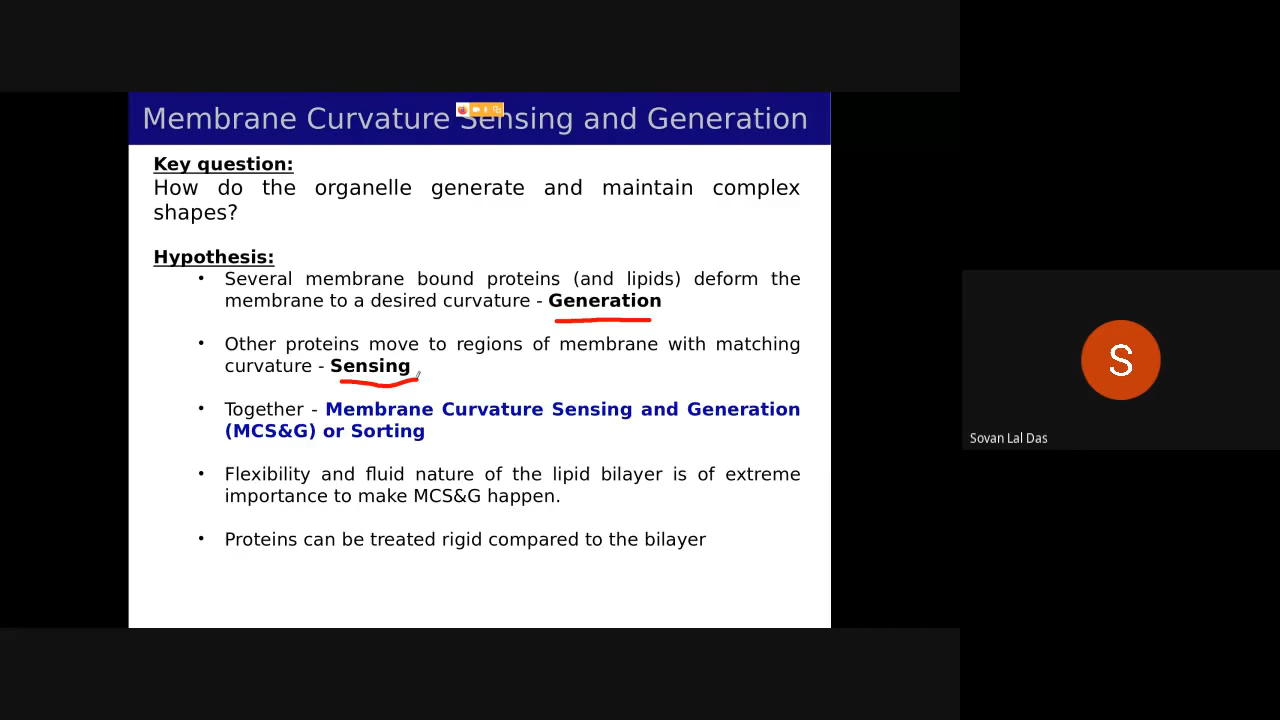 Membrane Curvature Sensing and Generation
Key question:
How do the organelle generate and maintain complex
shapes?
Hypothesis:
• Several membrane bound proteins (and lipids) deform the
membrane to a desired curvature - Generation
• Other proteins move to regions of membrane with matching
curvature - Sensing
• Together - Membrane Curvature Sensing and Generation
(MCS&G) or Sorting
• Flexibility and fluid nature of the lipid bilayer is of extreme
importance to make MCS&G happen.
• Proteins can be treated rigid compared to the bilayer
S
Sovan Lal Das